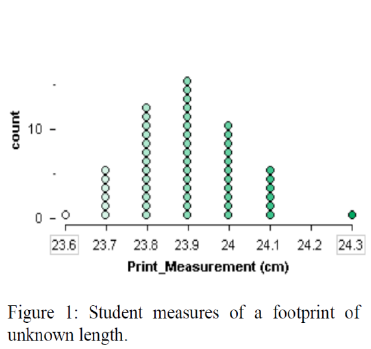 count
10
0
23.6 23.7 23.8 23.9 24 24.1 24.2 24.3
Print_Measurement (cm)
Figure 1: Student measures of a footprint of
unknown length.